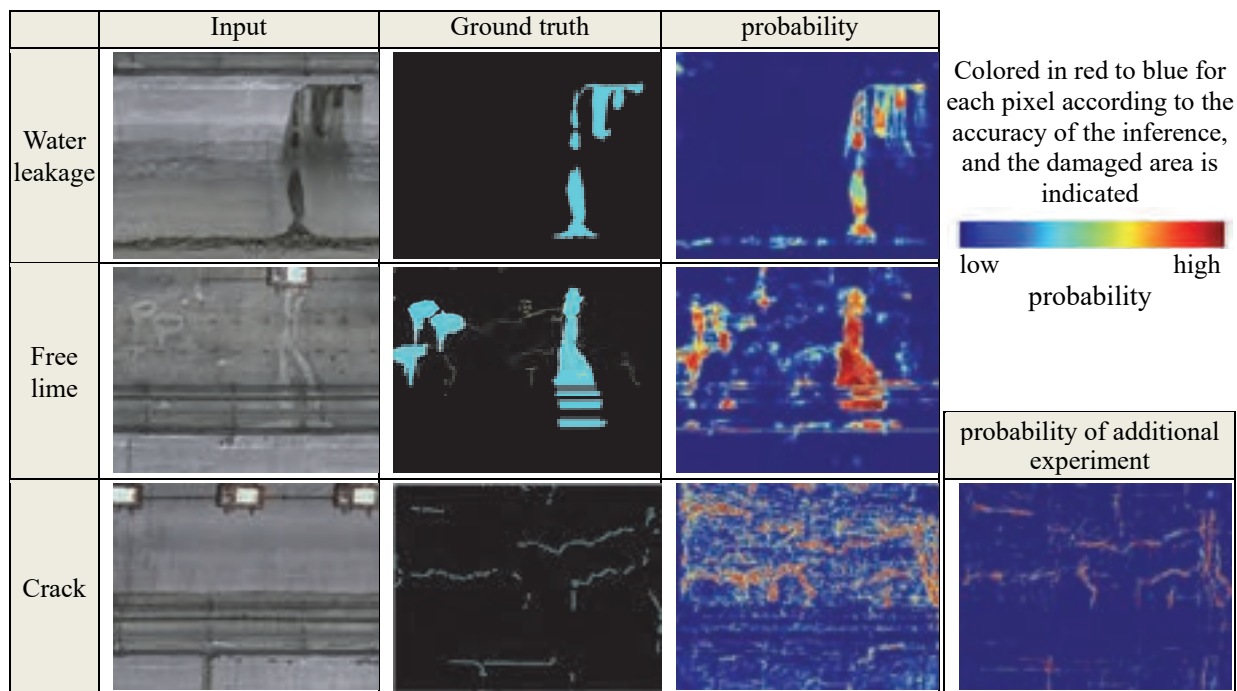 Input
Ground truth
probability
Water
leakage
Colored in red to blue for
each pixel according to the
accuracy of the inference,
and the damaged area is
indicated
low
high
probability
Free
lime
probability of additional
experiment
Crack